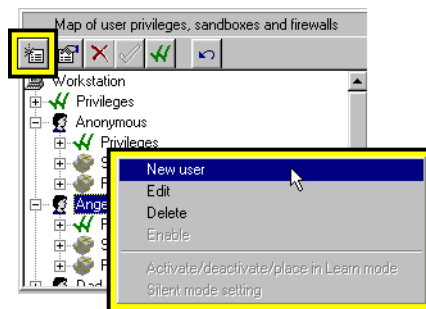 Map of user privileges, sandboxes and firewalls
Workstation
Privileges
Anonymous
Privileges
New user
Edit
Delete
Enable
Activate/deactivate/place in Learn mode
Silent mode setting